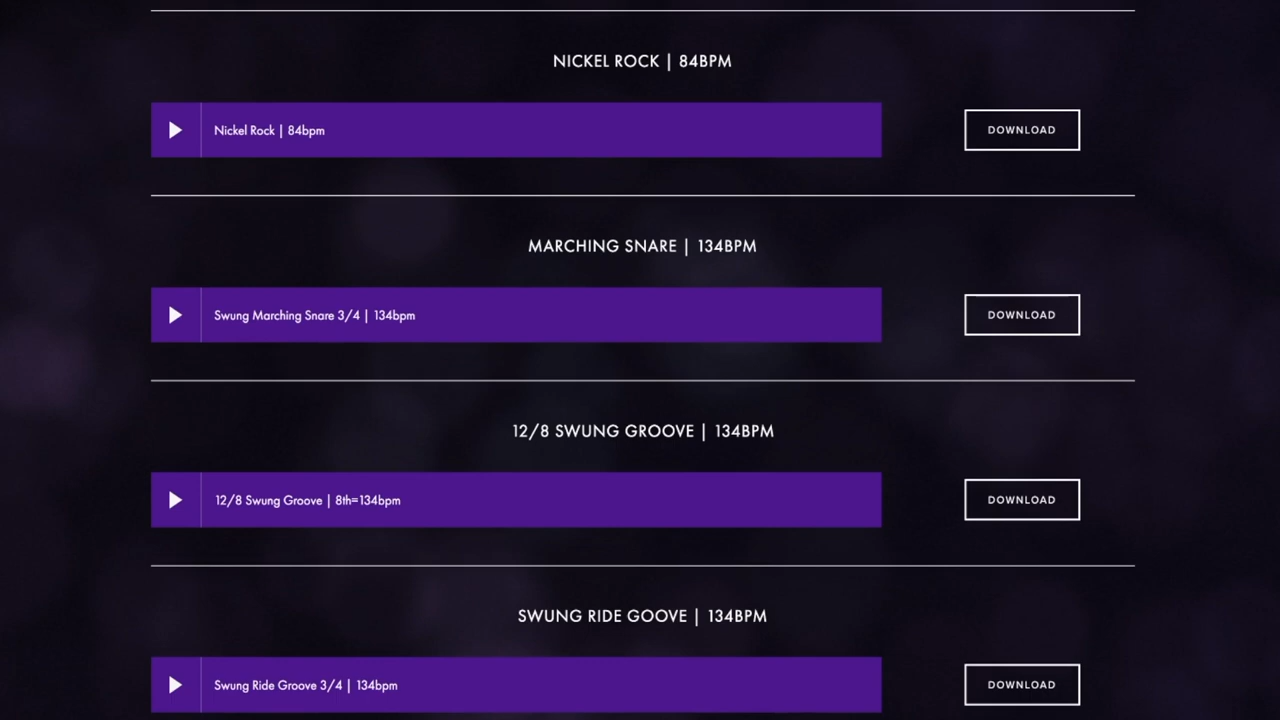 NICKEL ROCK | 84BPM
Nickel Rock | 84bpm
DOWNLOAD
MARCHING SNARE | 134BPM
Swung Marching Snare 3/4 | 134bpm
DOWNLOAD
12/8 SWUNG GROOVE | 134BPM
12/8 Swung Groove | 8th=134bpm
DOWNLOAD
SWUNG RIDE GOOVE | 134BPM
Swung Ride Groove 3/4 | 134bpm
DOWNLOAD